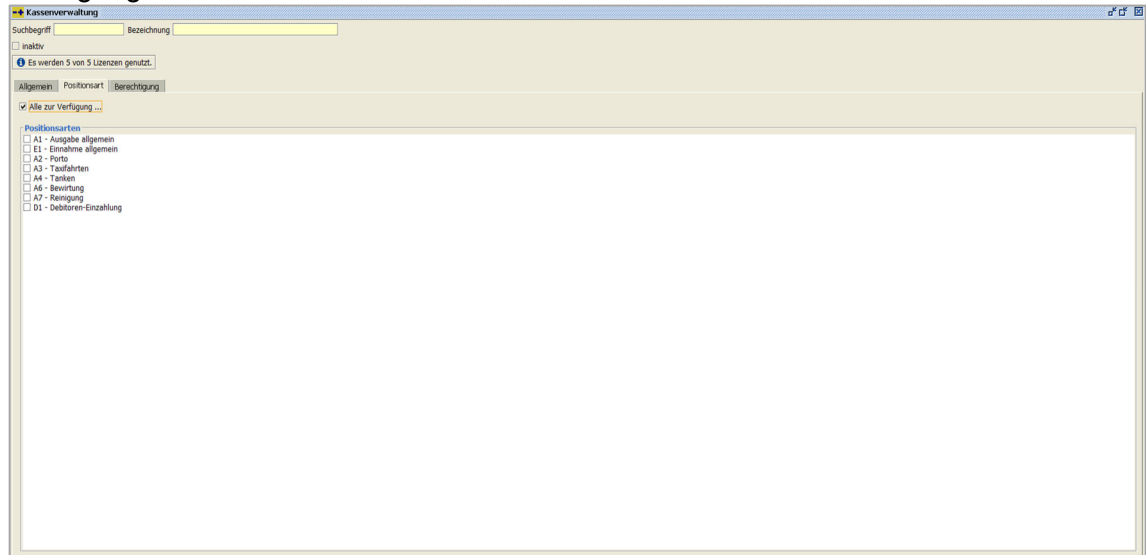 Kassenverwaltung
Suchbegriff Bezeichnung
inaktiv
Es werden 5 von 5 Lizenzen genutzt.
Allgemein Positionsart Berechtigung
Alle zur Verfügung ...
Positionsarten
A1 - Ausgabe allgemein
E1 - Einnahme allgemein
A2 - Porto
A3 - Taxifahrten
A4 - Tanken
A6 - Bewirtung
A7 - Reinigung
D1 - Debitoren-Einzahlung